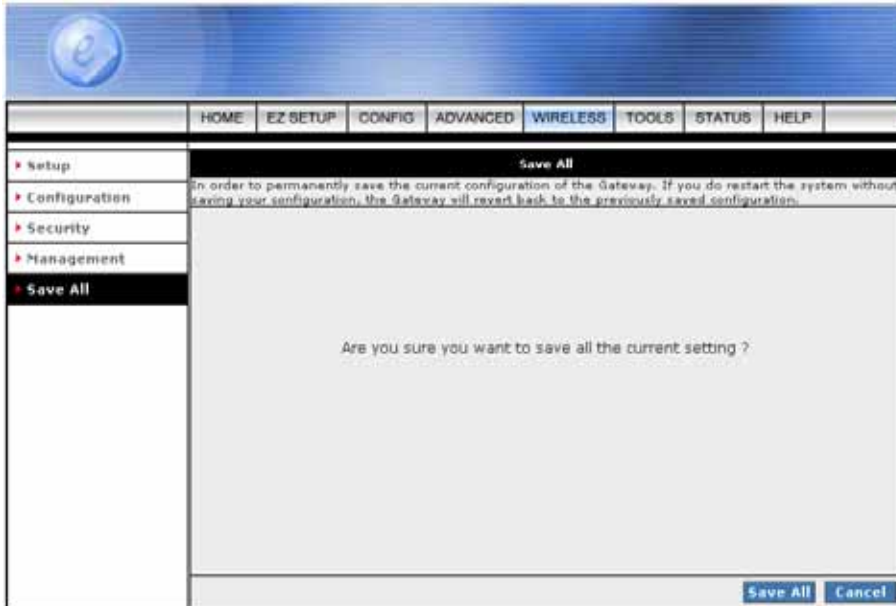 e
HOME EZ SETUP CONFIG ADVANCED WIRELESS TOOLS STATUS HELP
Setup
Configuration
Security
Management
Save All
Save All
In order to permanently save the current configuration of the Gateway. If you do restart the system without
saving your configuration, the Gateway will revert back to the previously saved configuration.
Are you sure you want to save all the current setting ?
Save All Cancel